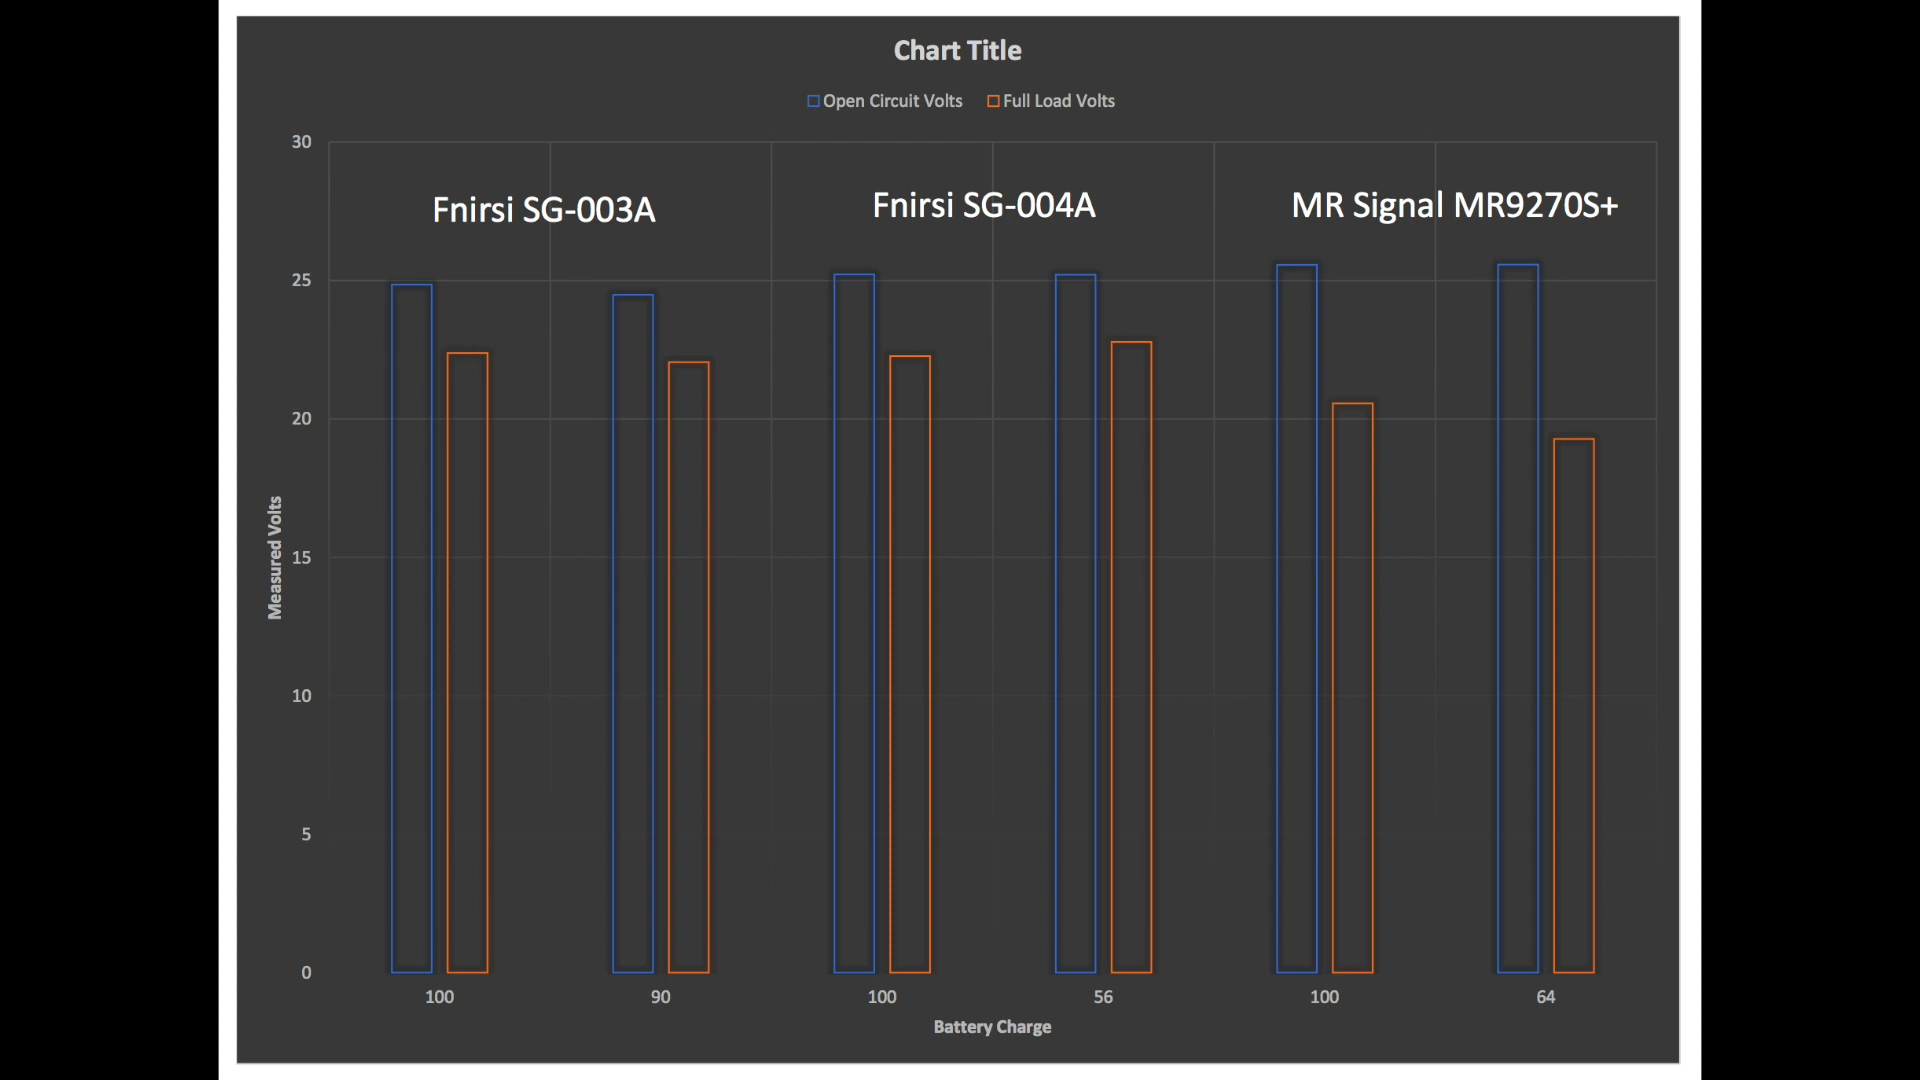 Chart Title
Open Circuit Volts Full Load Volts
30
Fnirsi SG-003A Fnirsi SG-004A MR Signal MR9270S+
25
20
Measured Volts
15
10
5
0
100 90 100 56 100 64
Battery Charge